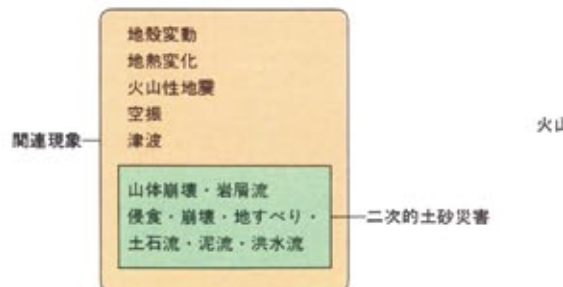 地殻変動
地熱変化
火山性地震
空振
津波
関連現象
山体崩壊・岩屑流
侵食・崩壊・地すべり・
土石流・泥流・洪水流
二次的土砂災害
火山